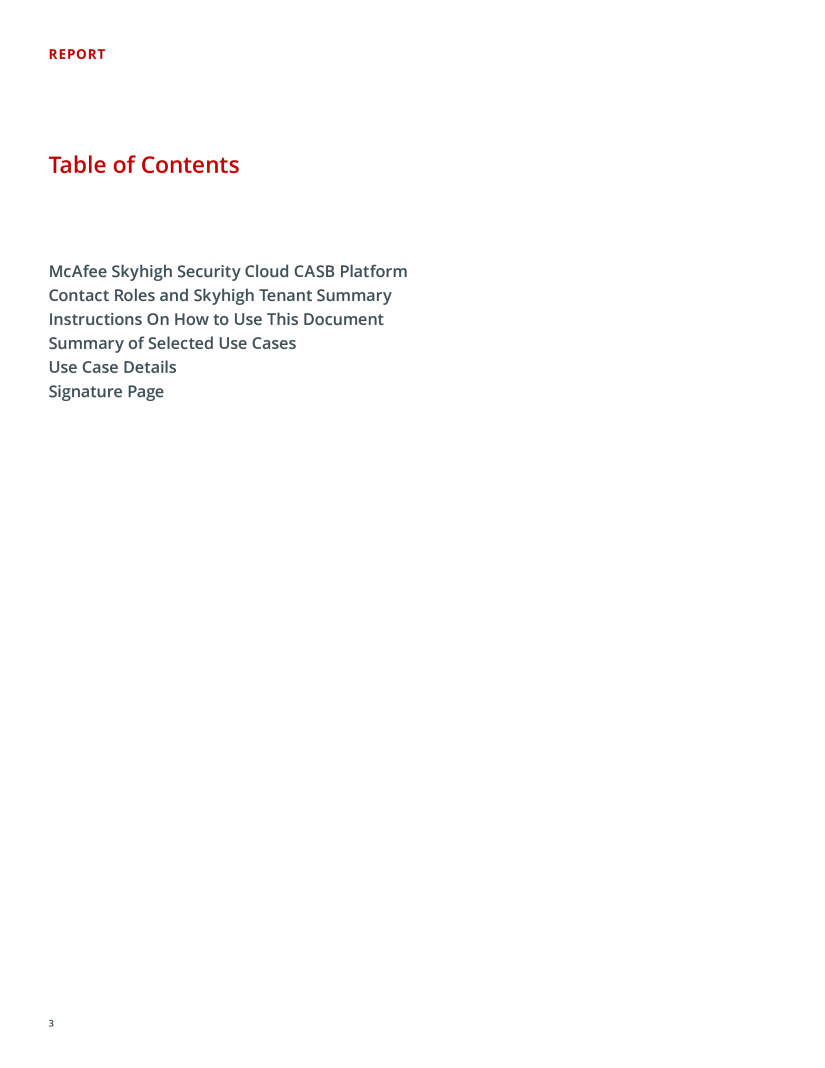 REPORT
Table of Contents
McAfee Skyhigh Security Cloud CASB Platform
Contact Roles and Skyhigh Tenant Summary
Instructions On How to Use This Document
Summary of Selected Use Cases
Use Case Details
Signature Page
3